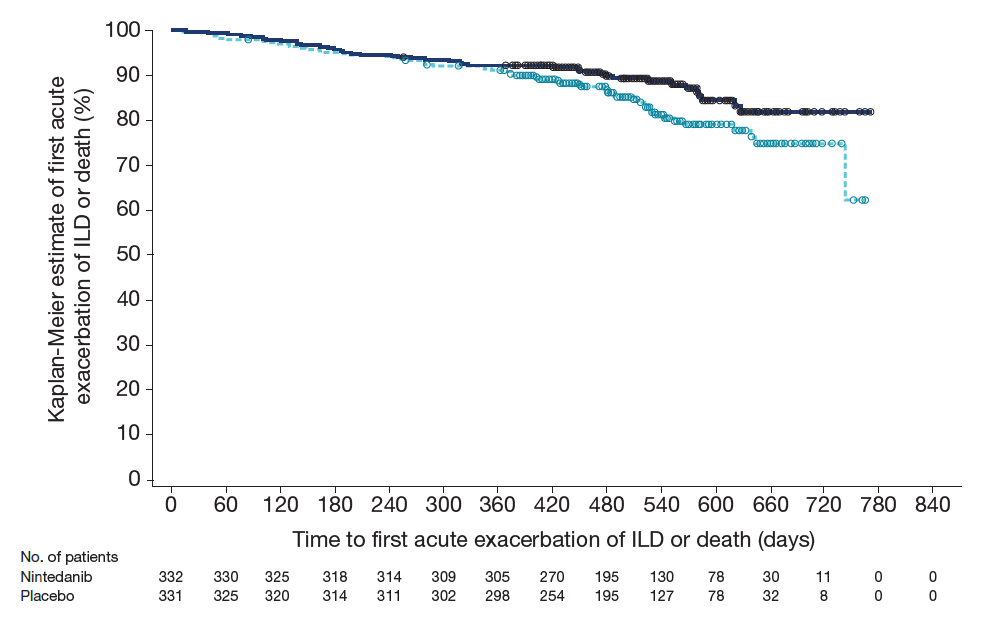 Kaplan-Meier estimate of first acute
exacerbation of ILD or death (%)
100
90
80
70
60
50
40
30
20
10
0
0 60 120 180 240 300 360 420 480 540 600 660 720 780 840
Time to first acute exacerbation of ILD or death (days)
No. of patients
Nintedanib 332 330 325 318 314 309 305 270 195 130 78 30 11 0 0
Placebo 331 325 320 314 311 302 298 254 195 127 78 32 8 0 0